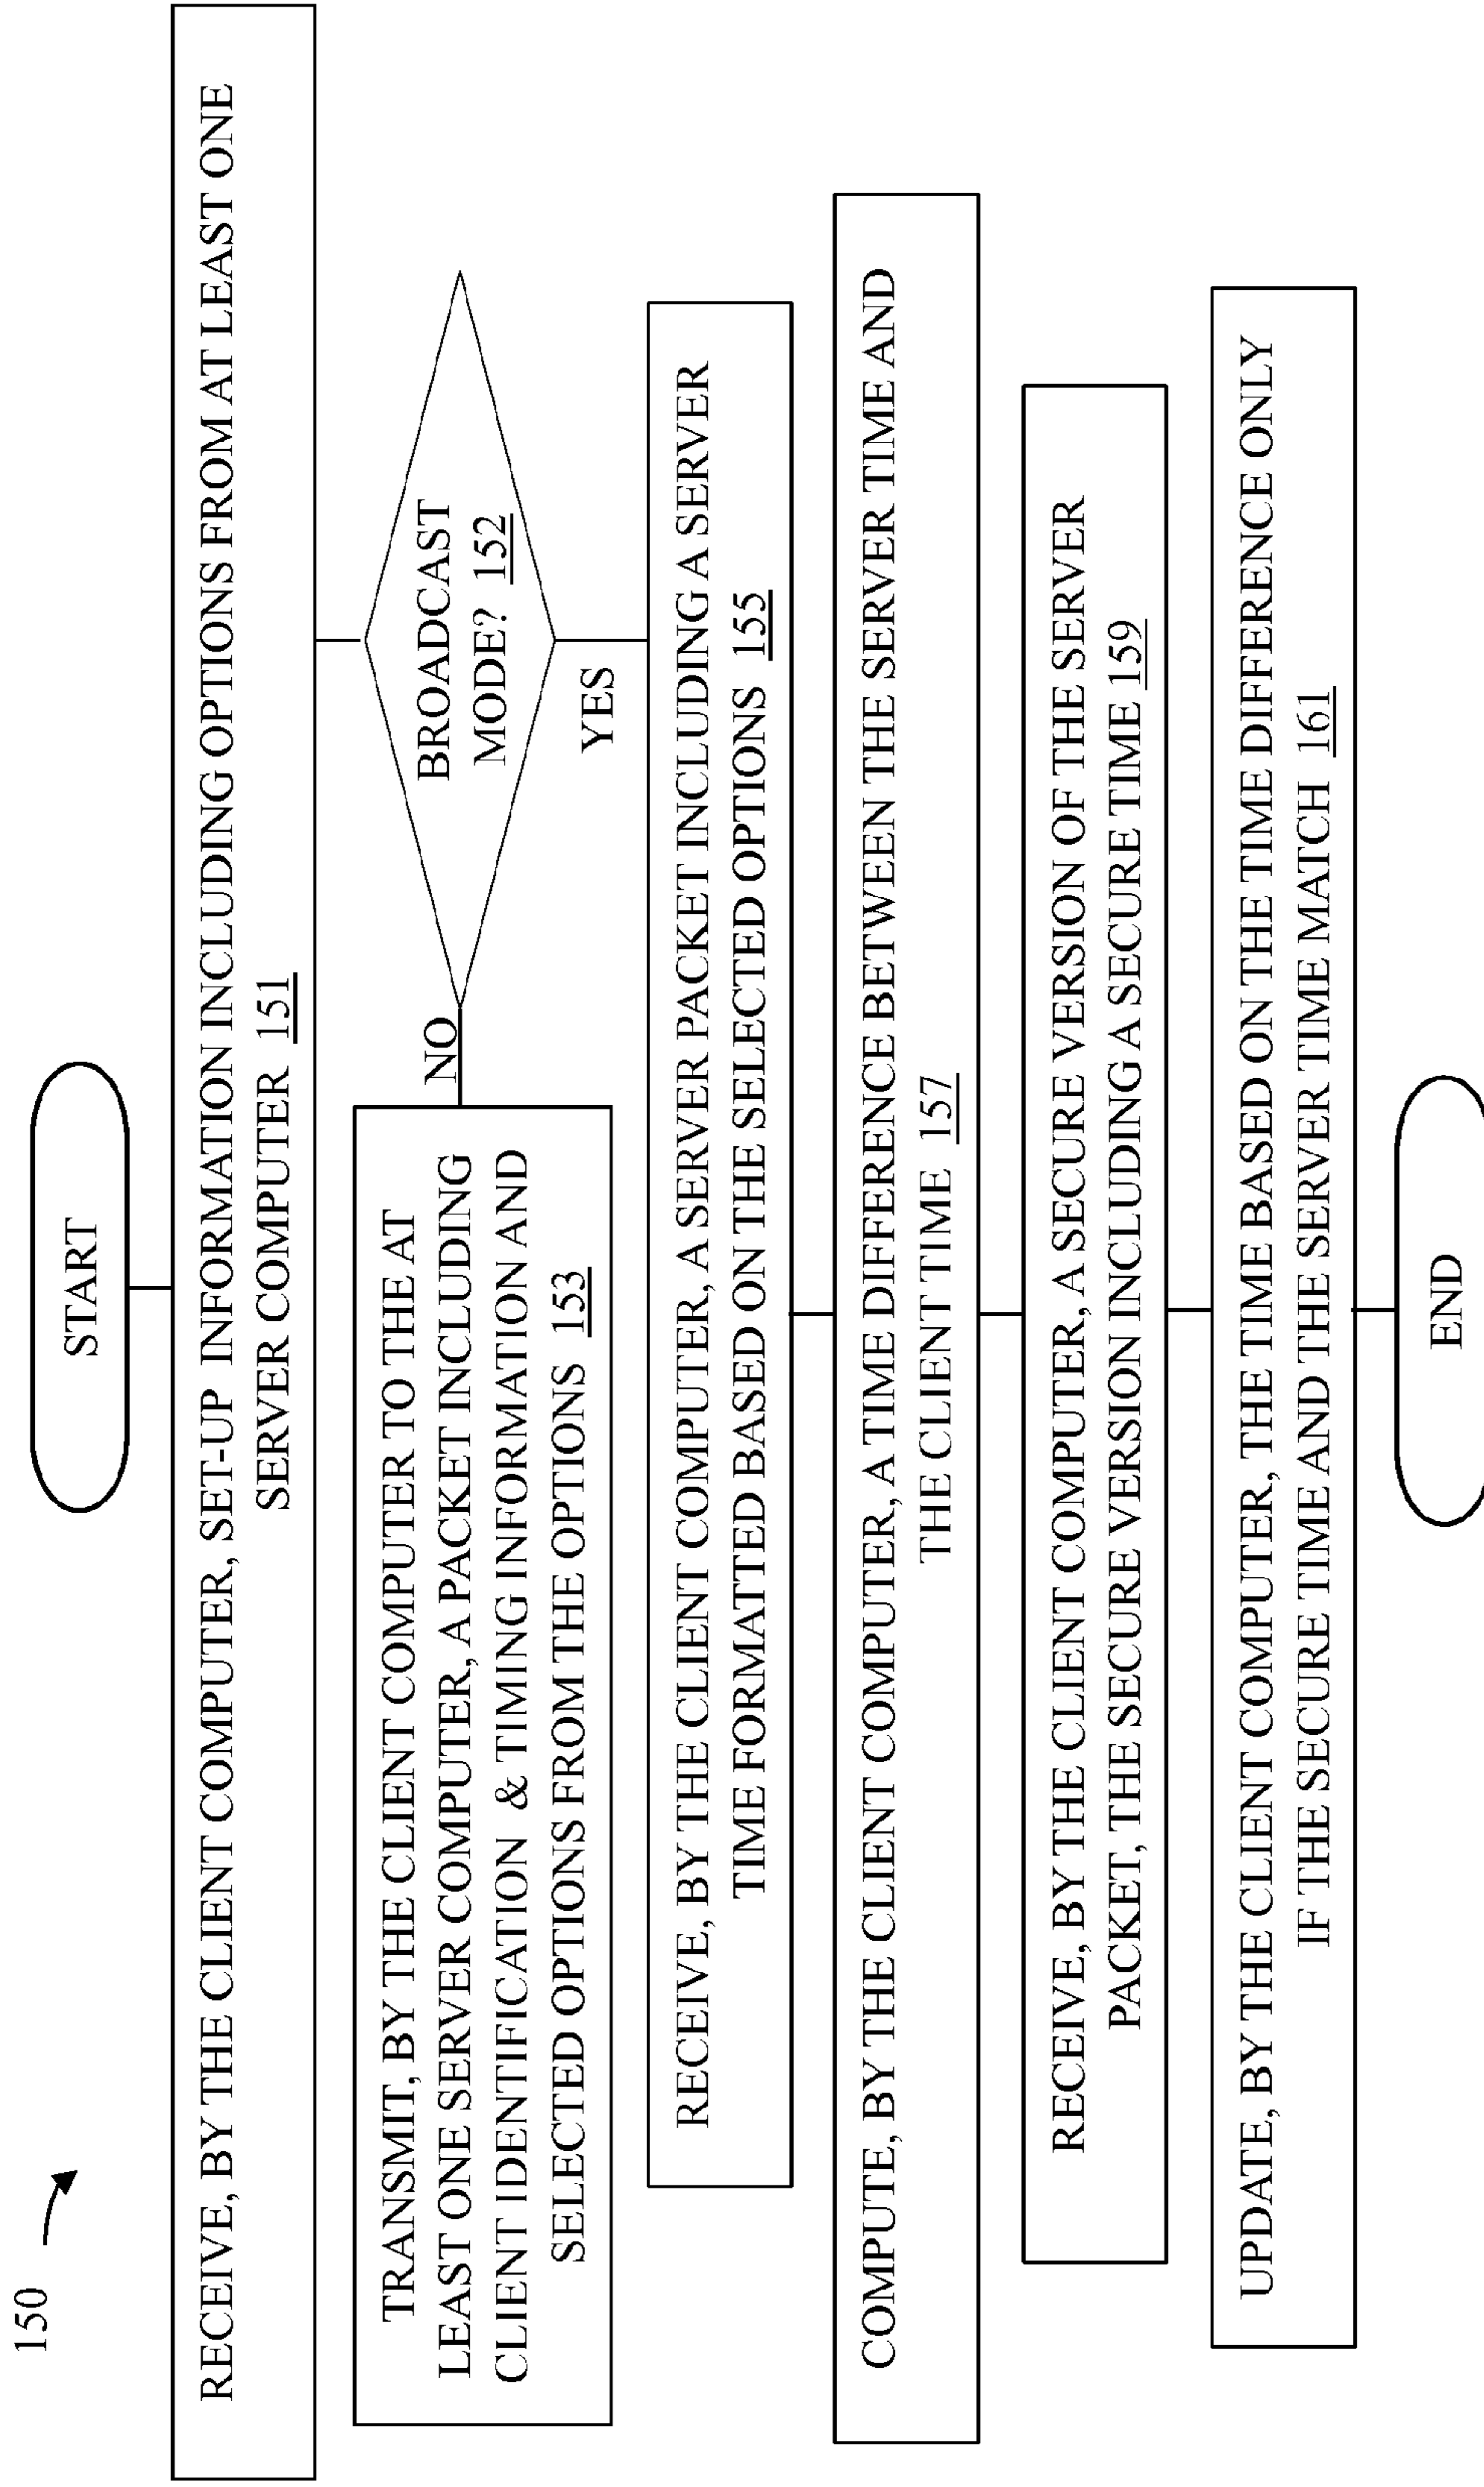 150
START
RECEIVE, BY THE CLIENT COMPUTER, SET-UP INFORMATION INCLUDING OPTIONS FROM AT LEAST ONE
SERVER COMPUTER 151
BROADCAST
MODE? 152
NO
YES
TRANSMIT, BY THE CLIENT COMPUTER TO THE AT
LEAST ONE SERVER COMPUTER, A PACKET INCLUDING
CLIENT IDENTIFICATION & TIMING INFORMATION AND
SELECTED OPTIONS FROM THE OPTIONS 153
RECEIVE, BY THE CLIENT COMPUTER, A SERVER PACKET INCLUDING A SERVER
TIME FORMATTED BASED ON THE SELECTED OPTIONS 155
COMPUTE, BY THE CLIENT COMPUTER, A TIME DIFFERENCE BETWEEN THE SERVER TIME AND
THE CLIENT TIME 157
RECEIVE, BY THE CLIENT COMPUTER, A SECURE VERSION OF THE SERVER
PACKET, THE SECURE VERSION INCLUDING A SECURE TIME 159
UPDATE, BY THE CLIENT COMPUTER, THE TIME BASED ON THE TIME DIFFERENCE ONLY
IF THE SECURE TIME AND THE SERVER TIME MATCH 161
END